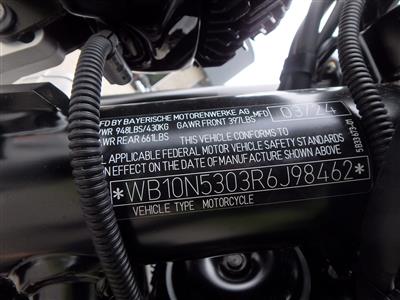 MFD BY BAYERISCHE MOTORENWERKE AG MFD 03/24
GVWR 948LBS/430KG GAWR FRONT 397LBS
GAWR REAR 661LBS THIS VEHICLE CONFORMS TO
ALL APPLICABLE FEDERAL MOTOR VEHICLE SAFETY STANDARDS
IN EFFECT ON THE DATE OF MANUFACTURE SHOWN ABOVE
*WB10N5303R6J98462*
VEHICLE TYPE MOTORCYCLE